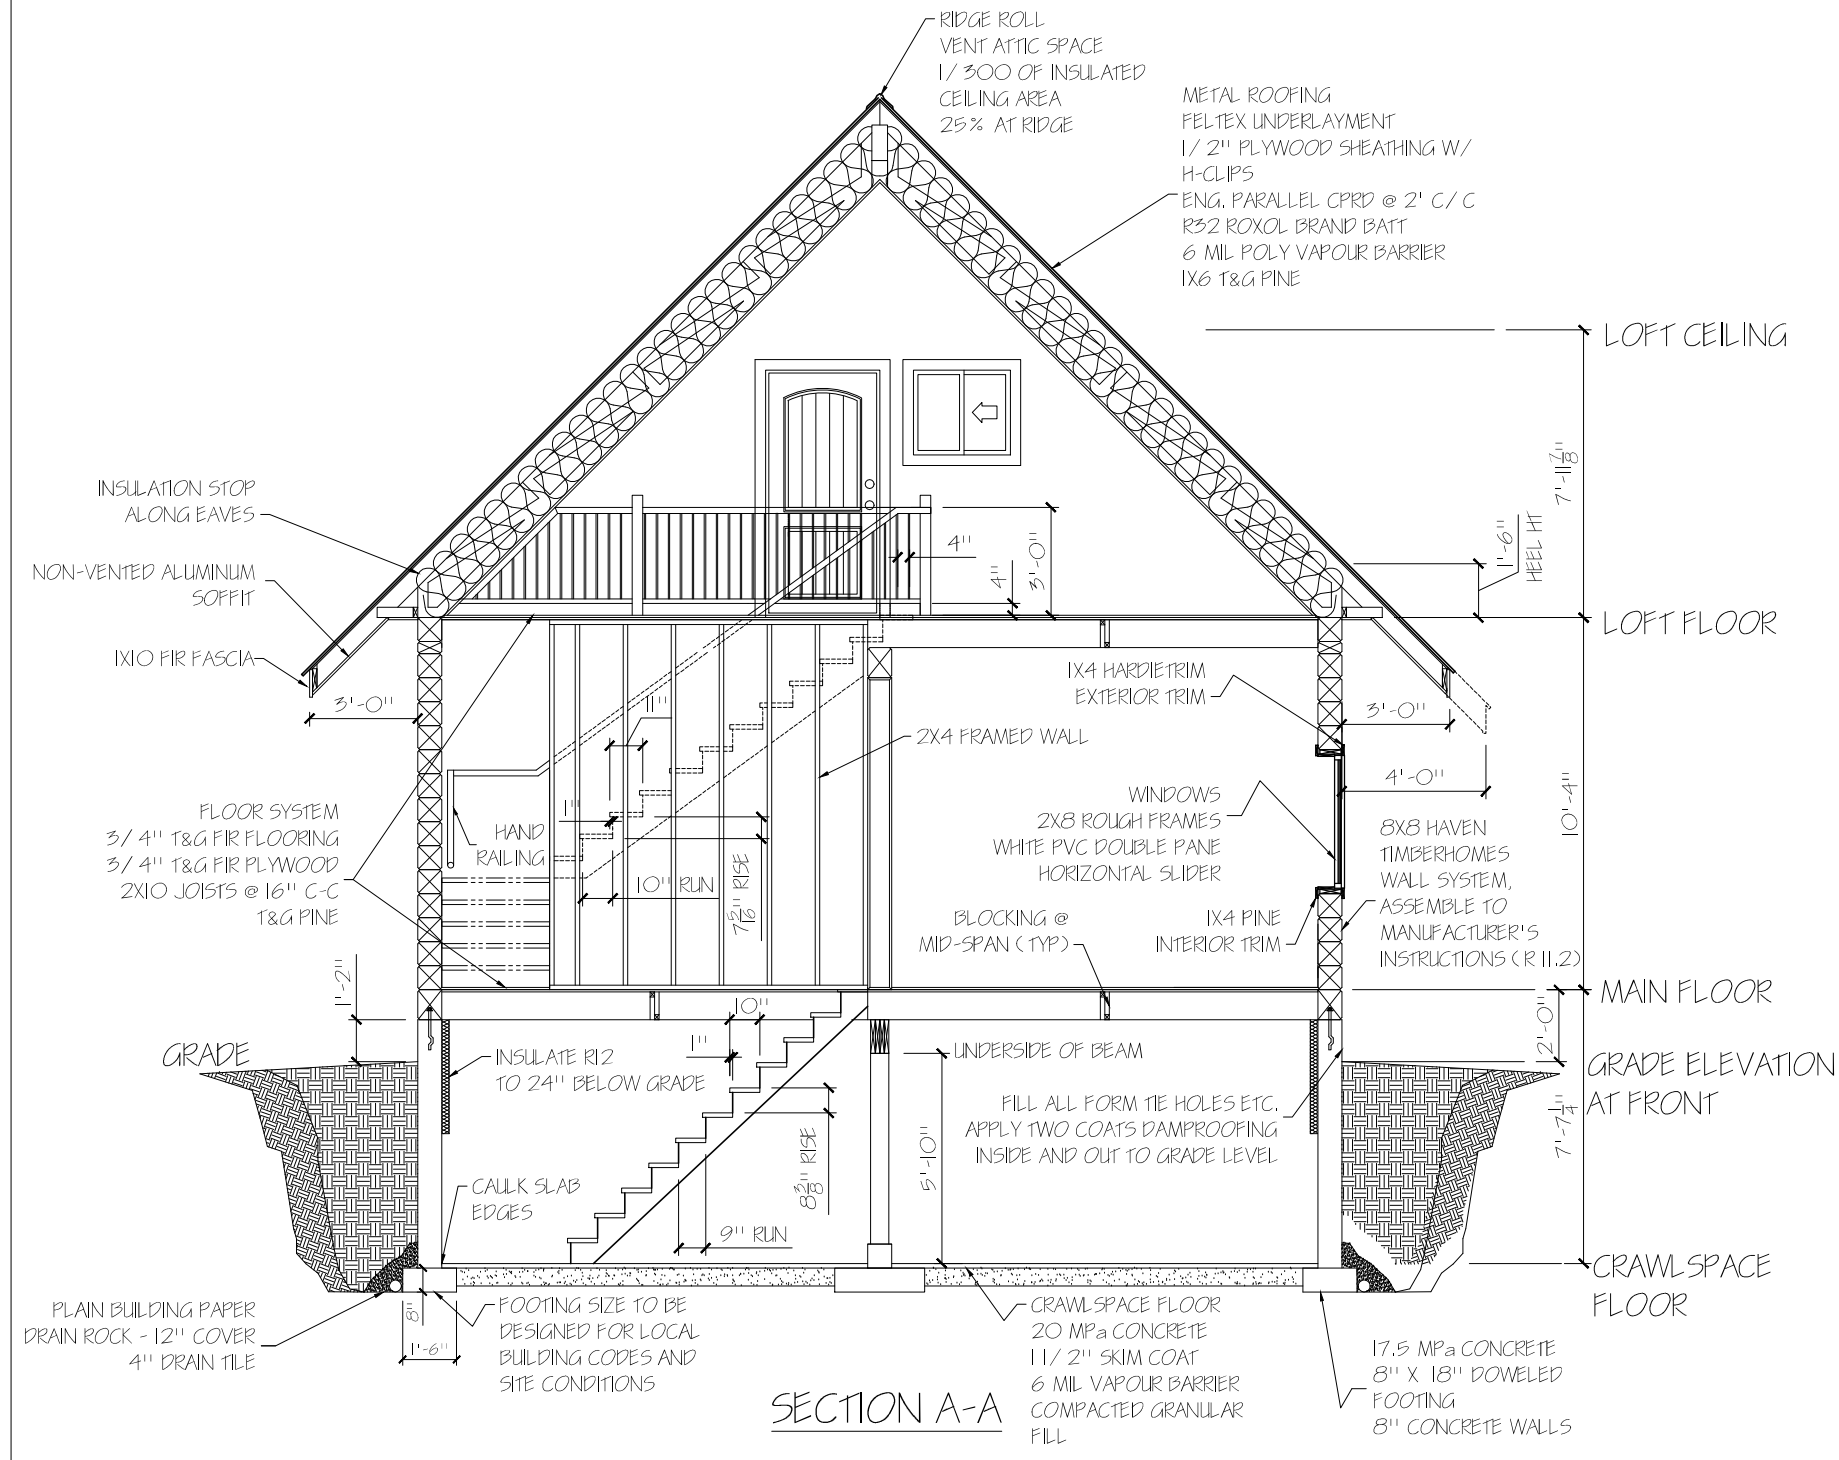 RIDGE ROLL
VENT ATTIC SPACE
1/300 OF INSULATED
CEILING AREA
25% AT RIDGE
METAL ROOFING
FELTEX UNDERLAYMENT
1/2" PLYWOOD SHEATHING W/
H-CLIPS
ENG. PARALLEL CPRD @ 2' C/C
R32 ROXOL BRAND BATT
6 MIL POLY VAPOUR BARRIER
1X6 T&G PINE
LOFT CEILING
7'-11 7/8"
1'-6"
HEEL HT
INSULATION STOP
ALONG EAVES
NON-VENTED ALUMINUM
SOFFIT
1X10 FIR FASCIA
3'-0"
4"
4"
3'-0"
LOFT FLOOR
1X4 HARDIETRIM
EXTERIOR TRIM
3'-0"
4'-0"
10'-4"
11"
2X4 FRAMED WALL
FLOOR SYSTEM
3/4" T&G FIR FLOORING
3/4" T&G FIR PLYWOOD
2X10 JOISTS @ 16" C-C
T&G PINE
HAND
RAILING
1"
10" RUN
7 5/16" RISE
WINDOWS
2X8 ROUGH FRAMES
WHITE PVC DOUBLE PANE
HORIZONTAL SLIDER
8X8 HAVEN
TIMBERHOMES
WALL SYSTEM,
ASSEMBLE TO
MANUFACTURER'S
INSTRUCTIONS (R 11.2)
BLOCKING @
MID-SPAN (TYP)
1X4 PINE
INTERIOR TRIM
1'-2"
MAIN FLOOR
2'-0"
GRADE
10"
1"
INSULATE R12
TO 24" BELOW GRADE
UNDERSIDE OF BEAM
GRADE ELEVATION
AT FRONT
FILL ALL FORM TIE HOLES ETC.
APPLY TWO COATS DAMPROOFING
INSIDE AND OUT TO GRADE LEVEL
5'-10"
8 3/8" RISE
7'-7 1/4"
CAULK SLAB
EDGES
9" RUN
CRAWLSPACE
FLOOR
PLAIN BUILDING PAPER
DRAIN ROCK - 12" COVER
4" DRAIN TILE
8"
1'-6"
FOOTING SIZE TO BE
DESIGNED FOR LOCAL
BUILDING CODES AND
SITE CONDITIONS
CRAWLSPACE FLOOR
20 MPa CONCRETE
1 1/2" SKIM COAT
6 MIL VAPOUR BARRIER
COMPACTED GRANULAR
FILL
17.5 MPa CONCRETE
8" X 18" DOWELED
FOOTING
8" CONCRETE WALLS
SECTION A-A